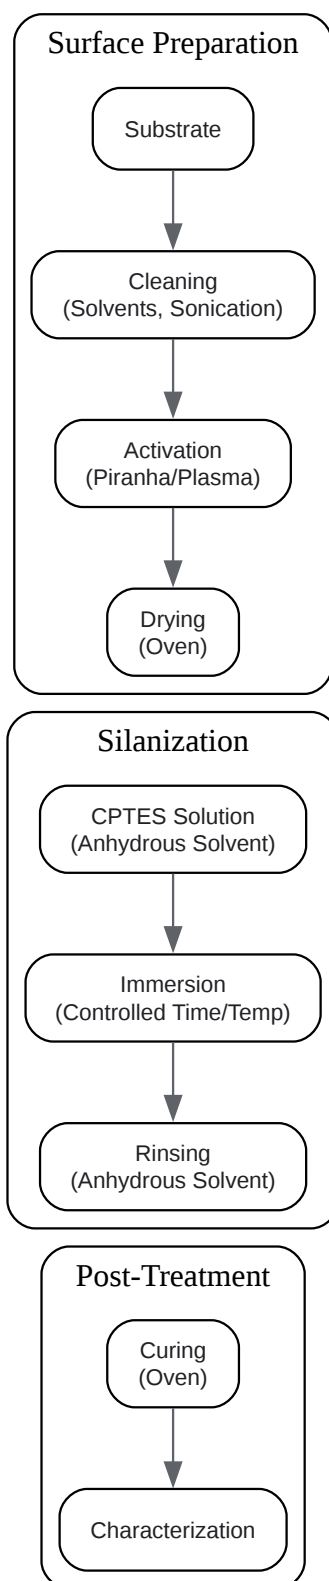 Surface Preparation
Substrate
Cleaning
(Solvents, Sonication)
Activation
(Piranha/Plasma)
Drying
(Oven)
Silanization
CPTES Solution
(Anhydrous Solvent)
Immersion
(Controlled Time/Temp)
Rinsing
(Anhydrous Solvent)
Post-Treatment
Curing
(Oven)
Characterization